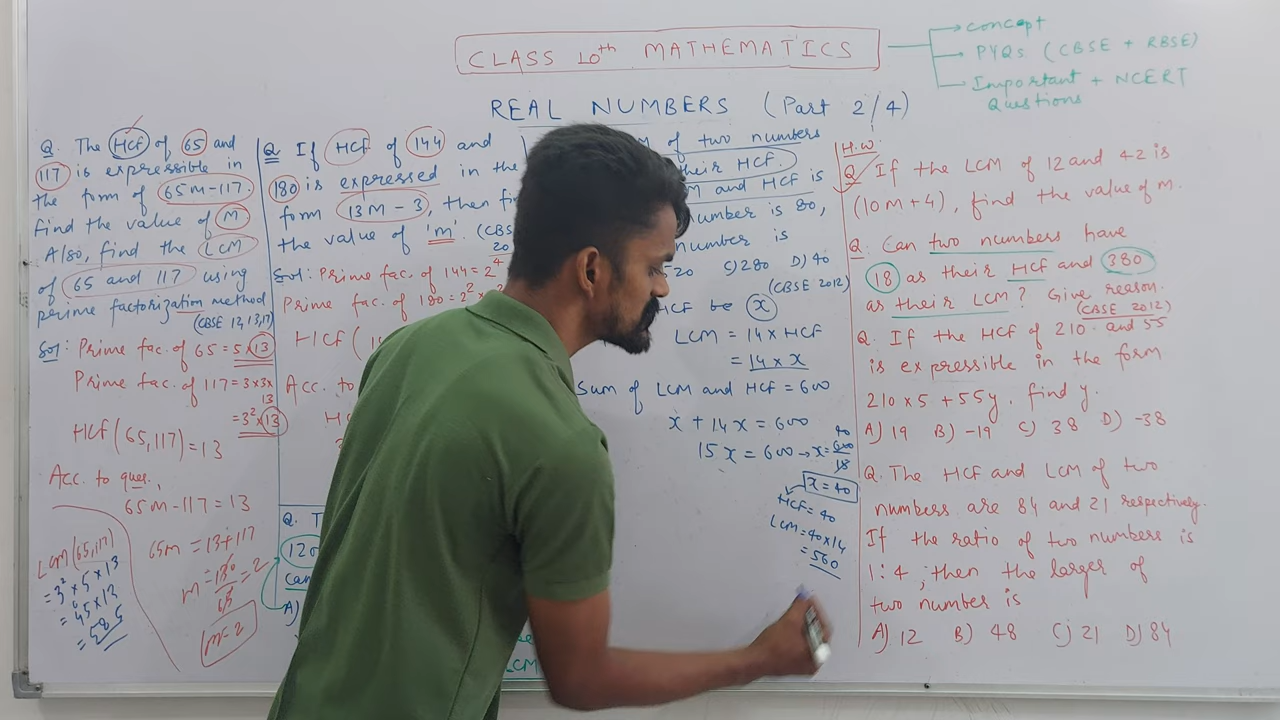 CLASS 10th MATHEMATICS
concept
PYQs (CBSE + RBSE)
Important + NCERT
Questions
REAL NUMBERS (Part 2/4)
Q. The HCF of 65 and
117 is expressible in
the form of 65m-117.
find the value of m
Also, find the LCM
of 65 and 117 using
prime factorization method
(CBSE 12,13,17)
Sol: Prime fac. of 65 = 5×13
Prime fac. of 117 = 3×3×
13
= 3²×13
HCF(65,117) = 13
Acc. to ques.,
65m-117 = 13
65m = 13+117
m = 130/65 = 2
m=2
LCM(65,117)
= 3²×5×13
= 45×13
= 585
Q. If HCF of 144 and
180 is expressed in the
form 13m-3, then
the value of 'm'. (CBS
20
Sol: Prime fac. of 144 = 2⁴
Prime fac. of 180 = 2²
HCF(1
Acc. to
Q.
120
can
A)
LCM
of two numbers
their HCF.
and HCF is
number is 80,
number is
C) 280 D) 40
(CBSE 2012)
HCF be x
LCM = 14×HCF
= 14×x
Sum of LCM and HCF = 600
x + 14x = 600
15x = 600 → x =
x = 40
HCF = 40
LCM = 40×14
= 560
H.W.
Q. If the LCM of 12 and 42 is
(10m+4), find the value of m.
Q. Can two numbers have
18 as their HCF and 380
as their LCM? Give reason.
(CBSE 2012)
Q. If the HCF of 210 and 55
is expressible in the form
210×5+55y, find y.
A) 19 B) -19 C) 38 D) -38
Q. The HCF and LCM of two
numbers are 84 and 21 respectively.
If the ratio of two numbers is
1:4, then the larger of
two number is
A) 12 B) 48 C) 21 D) 84